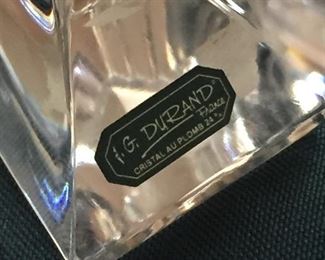 J.G. DURAND
FRANCE
CRISTAL AU PLOMB 24%